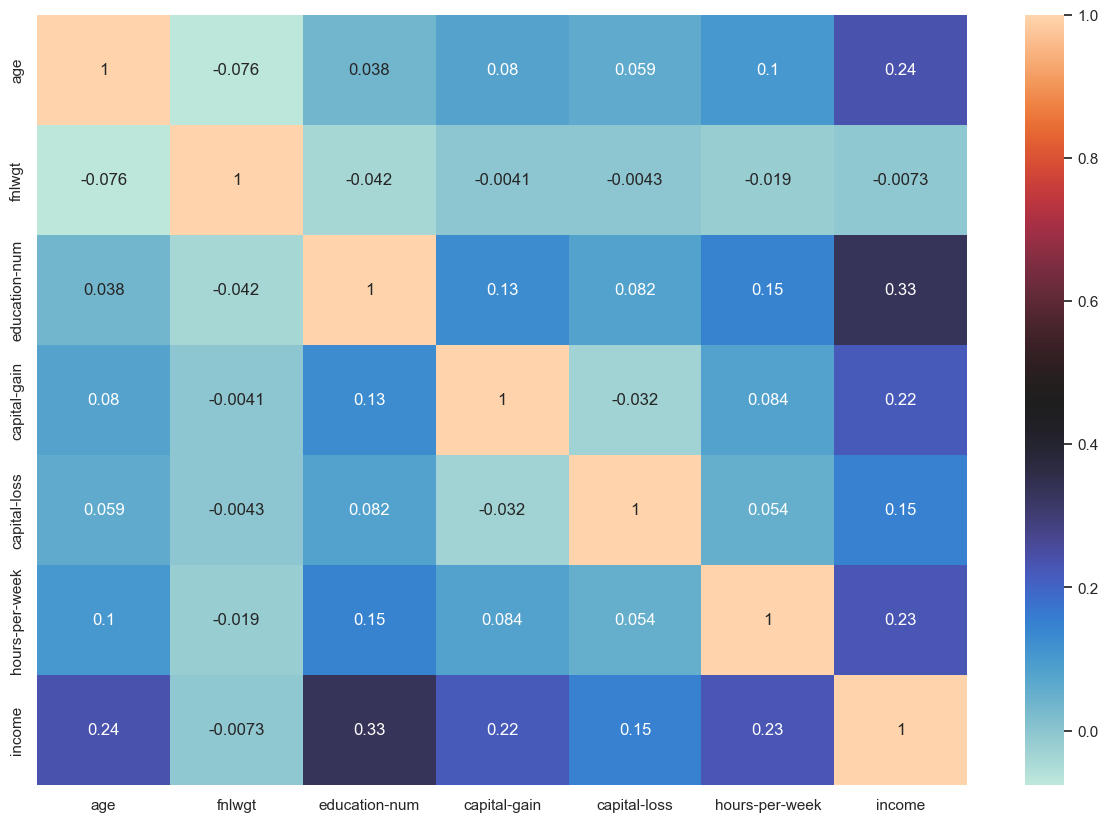 age 1 -0.076 0.038 0.08 0.059 0.1 0.24
fnlwgt -0.076 1 -0.042 -0.0041 -0.0043 -0.019 -0.0073
education-num 0.038 -0.042 1 0.13 0.082 0.15 0.33
capital-gain 0.08 -0.0041 0.13 1 -0.032 0.084 0.22
capital-loss 0.059 -0.0043 0.082 -0.032 1 0.054 0.15
hours-per-week 0.1 -0.019 0.15 0.084 0.054 1 0.23
income 0.24 -0.0073 0.33 0.22 0.15 0.23 1
age fnlwgt education-num capital-gain capital-loss hours-per-week income
1.0
0.8
0.6
0.4
0.2
0.0